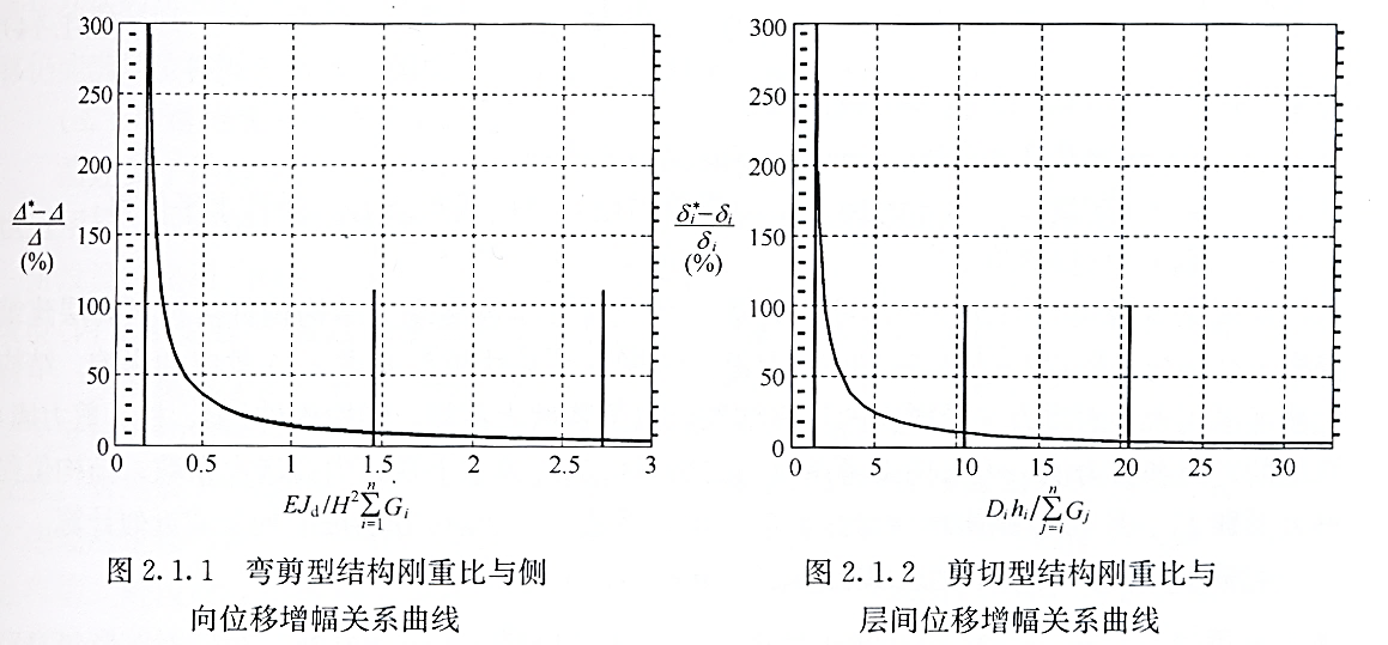 300
250
200
150
100
50
0
Δ*−Δ
Δ
(%)
0 0.5 1 1.5 2 2.5 3
EJd/H²∑Gi
n
i=1
图 2.1.1 弯剪型结构刚重比与侧
向位移增幅关系曲线
300
250
200
150
100
50
0
δi*−δi
δi
(%)
0 5 10 15 20 25 30
Dihi/∑Gj
n
j=i
图 2.1.2 剪切型结构刚重比与
层间位移增幅关系曲线